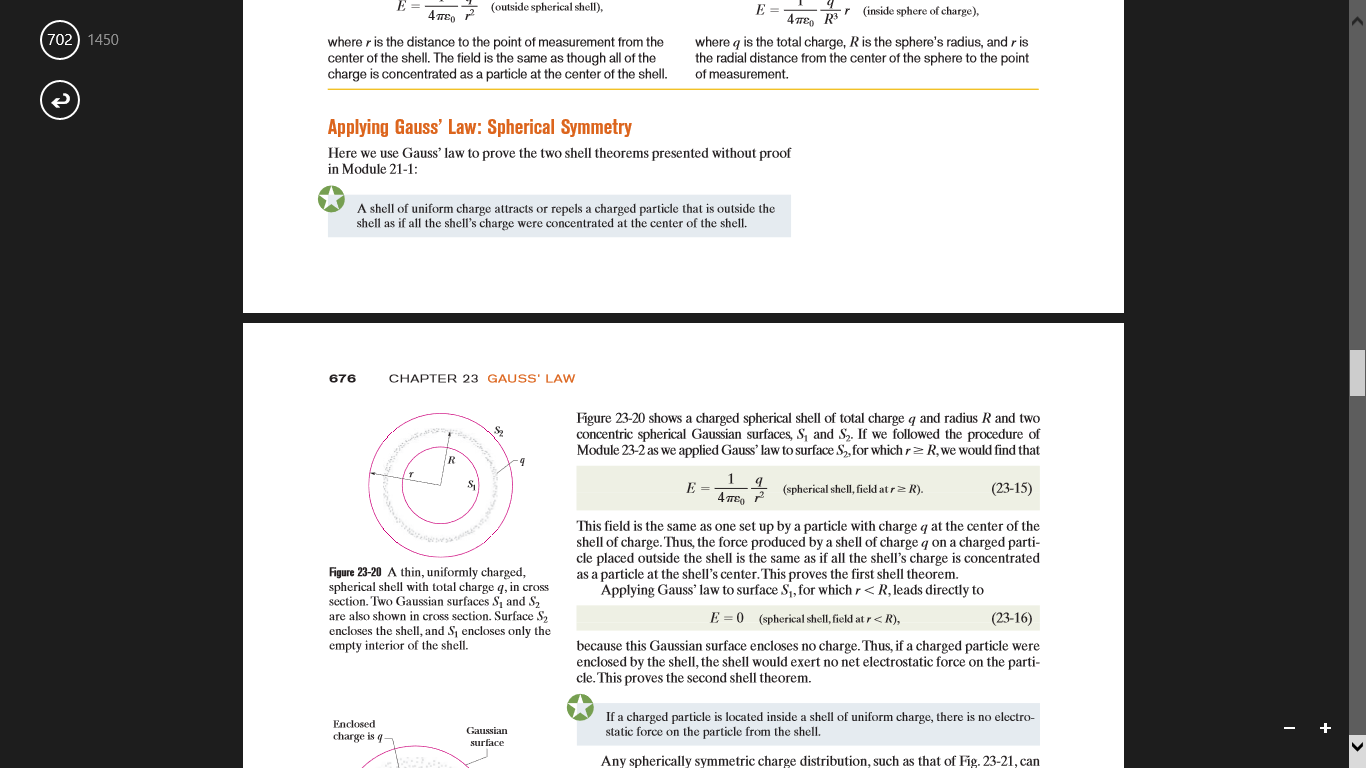 702 1450
E = 1/4πε₀ q/r² (outside spherical shell),
where r is the distance to the point of measurement from the
center of the shell. The field is the same as though all of the
charge is concentrated as a particle at the center of the shell.
E = 1/4πε₀ q/R³ r (inside sphere of charge),
where q is the total charge, R is the sphere's radius, and r is
the radial distance from the center of the sphere to the point
of measurement.
Applying Gauss' Law: Spherical Symmetry
Here we use Gauss' law to prove the two shell theorems presented without proof
in Module 21-1:
A shell of uniform charge attracts or repels a charged particle that is outside the
shell as if all the shell's charge were concentrated at the center of the shell.
676 CHAPTER 23 GAUSS' LAW
S₂
q
R
r
S₁
Figure 23-20 A thin, uniformly charged,
spherical shell with total charge q, in cross
section. Two Gaussian surfaces S₁ and S₂
are also shown in cross section. Surface S₂
encloses the shell, and S₁ encloses only the
empty interior of the shell.
Enclosed
charge is q
Gaussian
surface
Figure 23-20 shows a charged spherical shell of total charge q and radius R and two
concentric spherical Gaussian surfaces, S₁ and S₂. If we followed the procedure of
Module 23-2 as we applied Gauss' law to surface S₂, for which r ≥ R, we would find that
E = 1/4πε₀ q/r² (spherical shell, field at r ≥ R). (23-15)
This field is the same as one set up by a particle with charge q at the center of the
shell of charge. Thus, the force produced by a shell of charge q on a charged parti-
cle placed outside the shell is the same as if all the shell's charge is concentrated
as a particle at the shell's center. This proves the first shell theorem.
Applying Gauss' law to surface S₁, for which r < R, leads directly to
E = 0 (spherical shell, field at r < R), (23-16)
because this Gaussian surface encloses no charge. Thus, if a charged particle were
enclosed by the shell, the shell would exert no net electrostatic force on the parti-
cle. This proves the second shell theorem.
If a charged particle is located inside a shell of uniform charge, there is no electro-
static force on the particle from the shell.
Any spherically symmetric charge distribution, such as that of Fig. 23-21, can